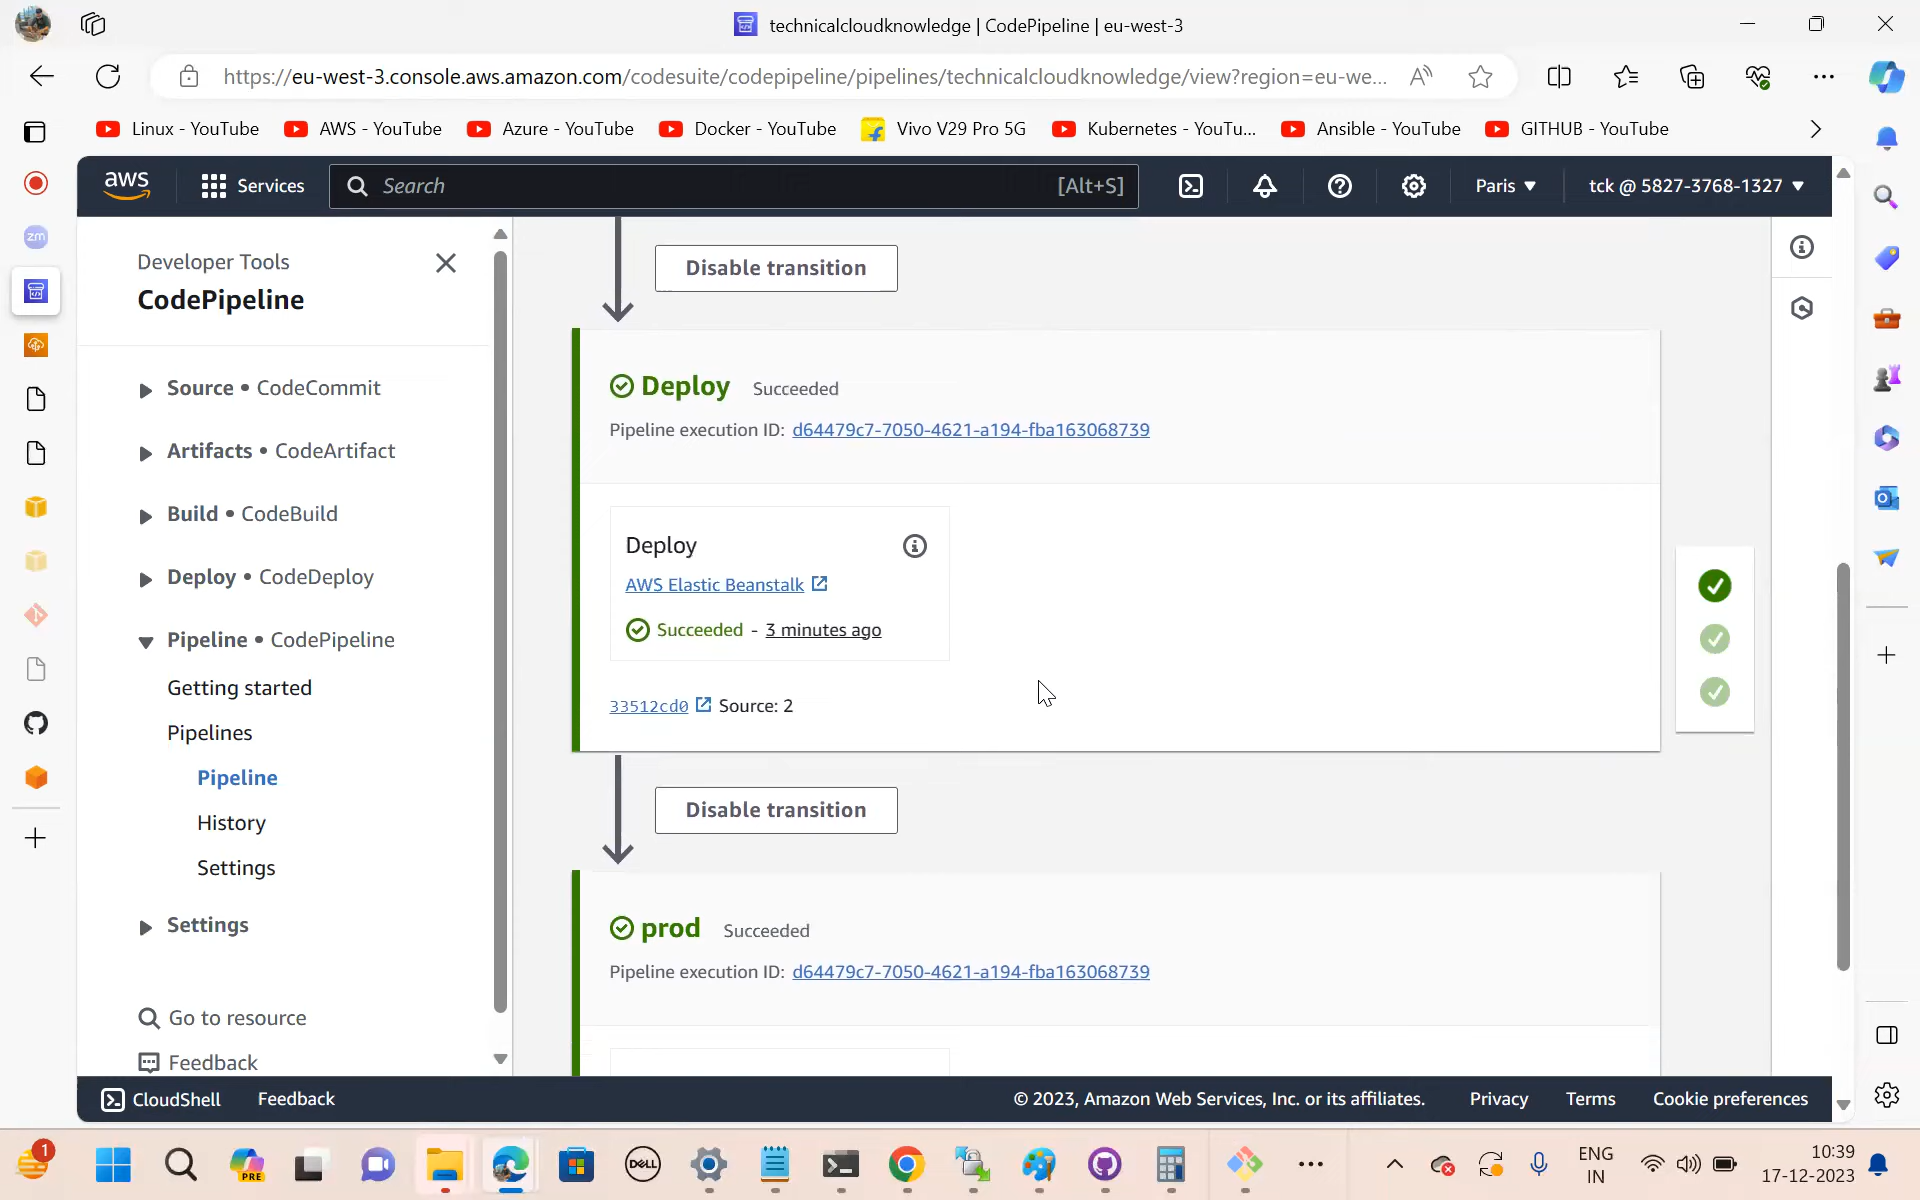 technicalcloudknowledge | CodePipeline | eu-west-3
https://eu-west-3.console.aws.amazon.com/codesuite/codepipeline/pipelines/technicalcloudknowledge/view?region=eu-we...
Linux - YouTube
AWS - YouTube
Azure - YouTube
Docker - YouTube
Vivo V29 Pro 5G
Kubernetes - YouTu...
Ansible - YouTube
GITHUB - YouTube
aws
Services
Search
[Alt+S]
Paris
tck @ 5827-3768-1327
zm
Developer Tools
CodePipeline
Source • CodeCommit
Artifacts • CodeArtifact
Build • CodeBuild
Deploy • CodeDeploy
Pipeline • CodePipeline
Getting started
Pipelines
Pipeline
History
Settings
Settings
Go to resource
Feedback
Disable transition
Deploy Succeeded
Pipeline execution ID: d64479c7-7050-4621-a194-fba163068739
Deploy
AWS Elastic Beanstalk
Succeeded - 3 minutes ago
33512cd0 Source: 2
Disable transition
prod Succeeded
Pipeline execution ID: d64479c7-7050-4621-a194-fba163068739
CloudShell
Feedback
© 2023, Amazon Web Services, Inc. or its affiliates.
Privacy
Terms
Cookie preferences
1
PRE
DELL
ENG
IN
10:39
17-12-2023